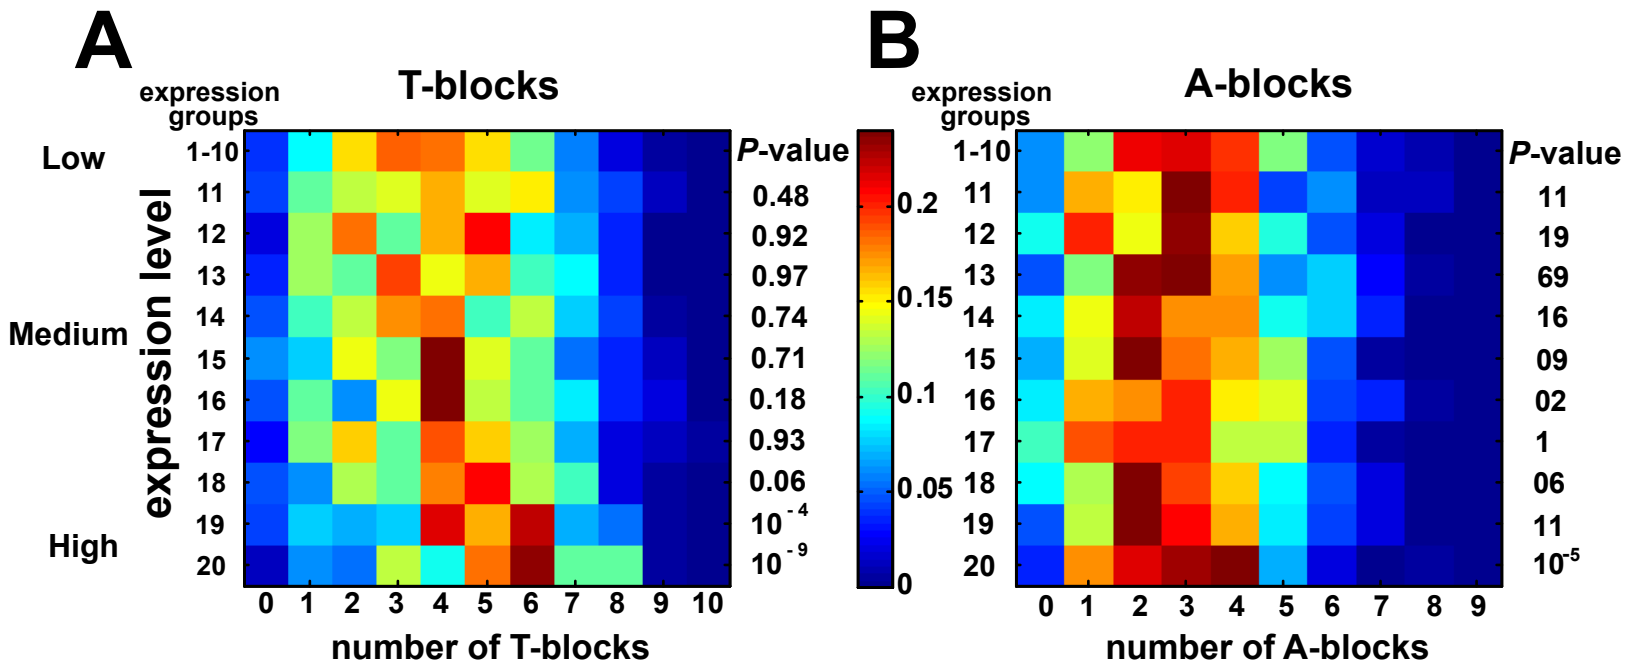 A
T-blocks
expression
groups
Low
Medium
High
expression level
1-10
11
12
13
14
15
16
17
18
19
20
P-value
0.48
0.92
0.97
0.74
0.71
0.18
0.93
0.06
10-4
10-9
0 1 2 3 4 5 6 7 8 9 10
number of T-blocks
0.2
0.15
0.1
0.05
0
B
A-blocks
expression
groups
1-10
11
12
13
14
15
16
17
18
19
20
P-value
11
19
69
16
09
02
1
06
11
10-5
0 1 2 3 4 5 6 7 8 9
number of A-blocks